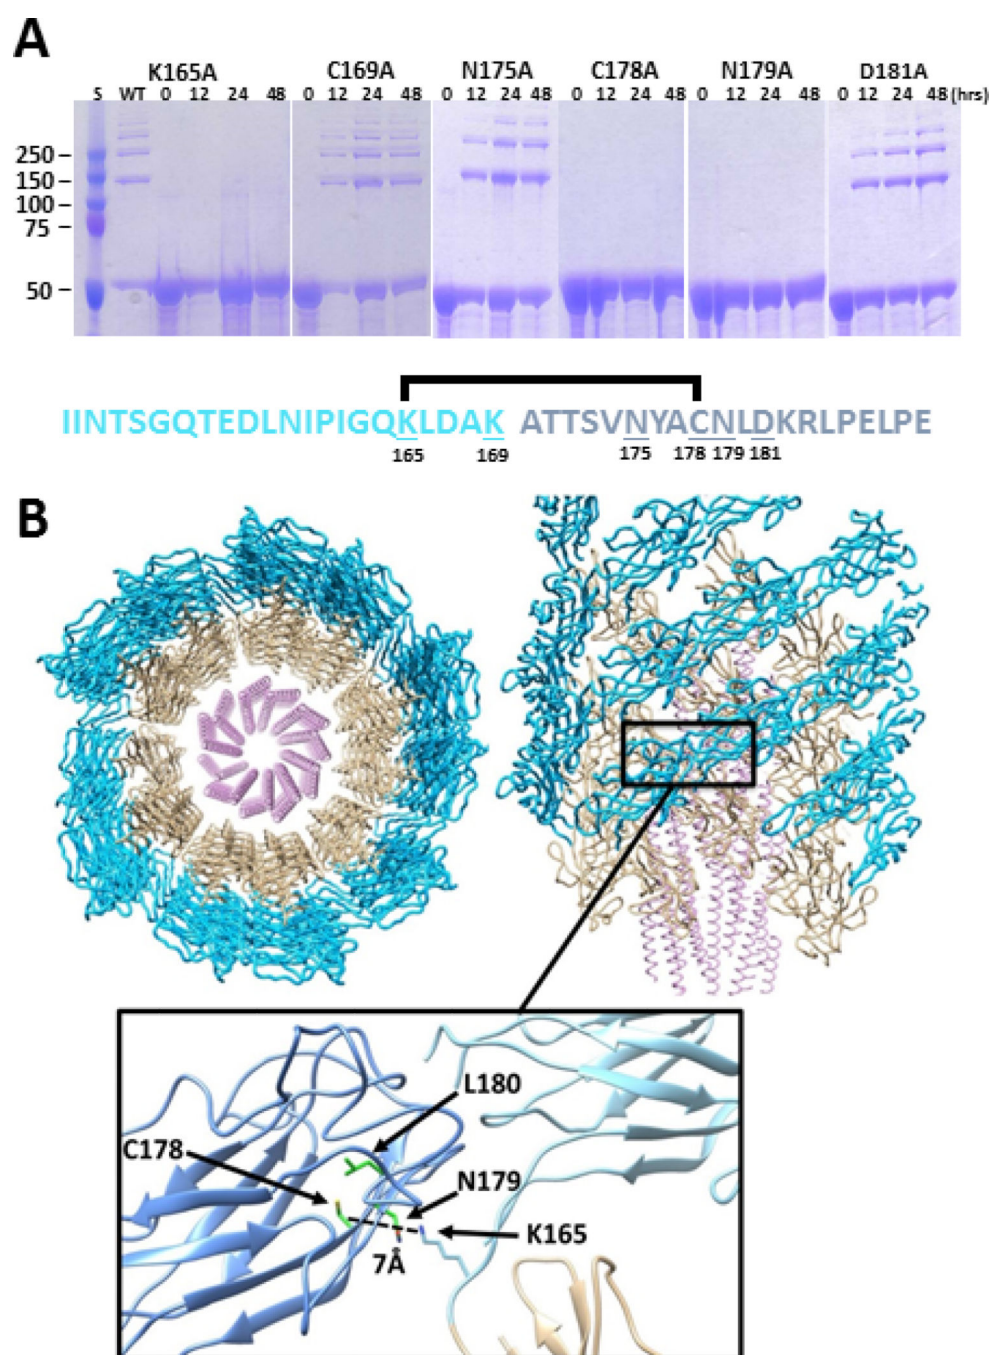 A
K165A C169A N175A C178A N179A D181A
S WT 0 12 24 48 0 12 24 48 0 12 24 48 0 12 24 48 0 12 24 48 0 12 24 48 (hrs)
250
150
100
75
50
IINTSGQTEDLNIPIGQKLDAK ATTSVNYACNLDKRLPELPE
165 169 175 178 179 181
B
L180
C178
N179
K165
7Å